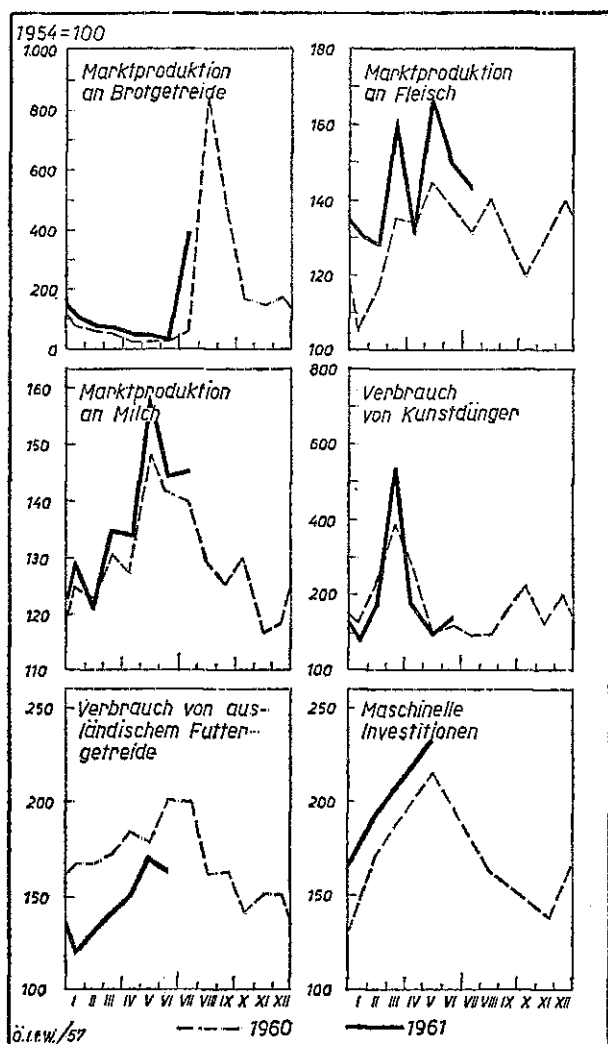 1954=100
1.000
800
600
400
200
0
Marktproduktion
an Brotgetreide
180
160
140
120
100
Marktproduktion
an Fleisch
160
150
140
130
120
110
Marktproduktion
an Milch
800
600
400
200
100
Verbrauch
von Kunstdünger
250
200
150
100
Verbrauch von aus-
ländischem Futter-
getreide
250
200
150
100
Maschinelle
Investitionen
I II III IV V VI VII VIII IX X XI XII
I II III IV V VI VII VIII IX X XI XII
Ö.I.f.W./57
1960
1961